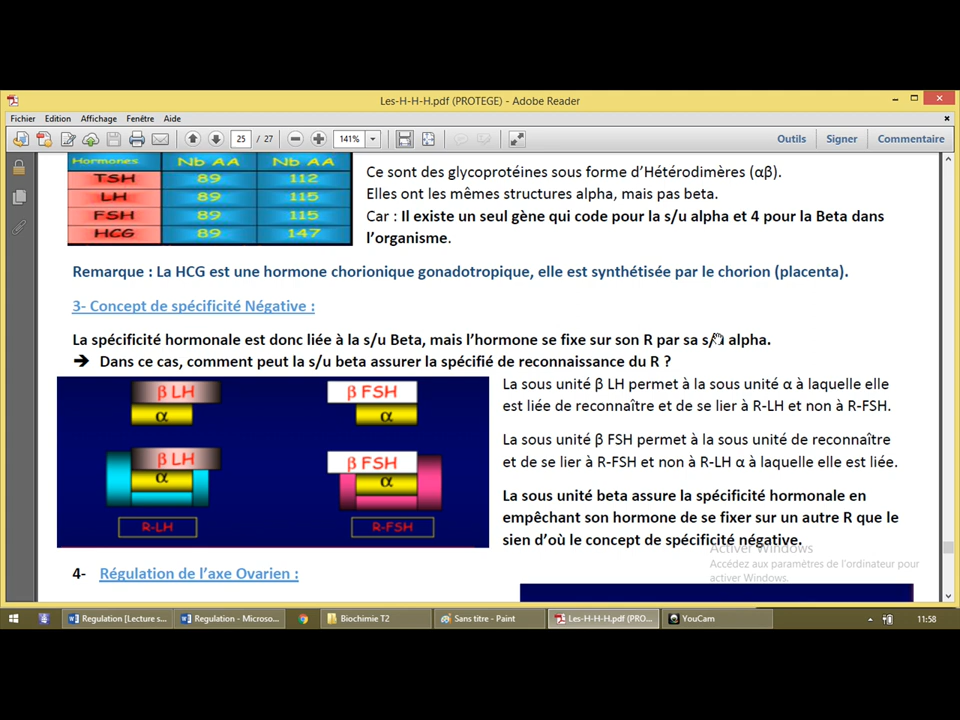 Les-H-H-H.pdf (PROTEGE) - Adobe Reader
Fichier Edition Affichage Fenêtre Aide
25 / 27 141% Outils Signer Commentaire
Hormones Nb AA Nb AA
TSH 89 112
LH 89 115
FSH 89 115
HCG 89 147
Ce sont des glycoprotéines sous forme d'Hétérodimères (αβ).
Elles ont les mêmes structures alpha, mais pas beta.
Car : Il existe un seul gène qui code pour la s/u alpha et 4 pour la Beta dans
l'organisme.
Remarque : La HCG est une hormone chorionique gonadotropique, elle est synthétisée par le chorion (placenta).
3- Concept de spécificité Négative :
La spécificité hormonale est donc liée à la s/u Beta, mais l'hormone se fixe sur son R par sa s/u alpha.
➔ Dans ce cas, comment peut la s/u beta assurer la spécifié de reconnaissance du R ?
β LH β FSH
α α
β LH β FSH
α α
R-LH R-FSH
La sous unité β LH permet à la sous unité α à laquelle elle
est liée de reconnaître et de se lier à R-LH et non à R-FSH.
La sous unité β FSH permet à la sous unité de reconnaître
et de se lier à R-FSH et non à R-LH α à laquelle elle est liée.
La sous unité beta assure la spécificité hormonale en
empêchant son hormone de se fixer sur un autre R que le
sien d'où le concept de spécificité négative.
Activer Windows
Accédez aux paramètres de l'ordinateur pour
activer Windows.
4- Régulation de l'axe Ovarien :
Regulation [Lecture s... Regulation - Microso... Biochimie T2 Sans titre - Paint Les-H-H-H.pdf (PRO... YouCam 11:58